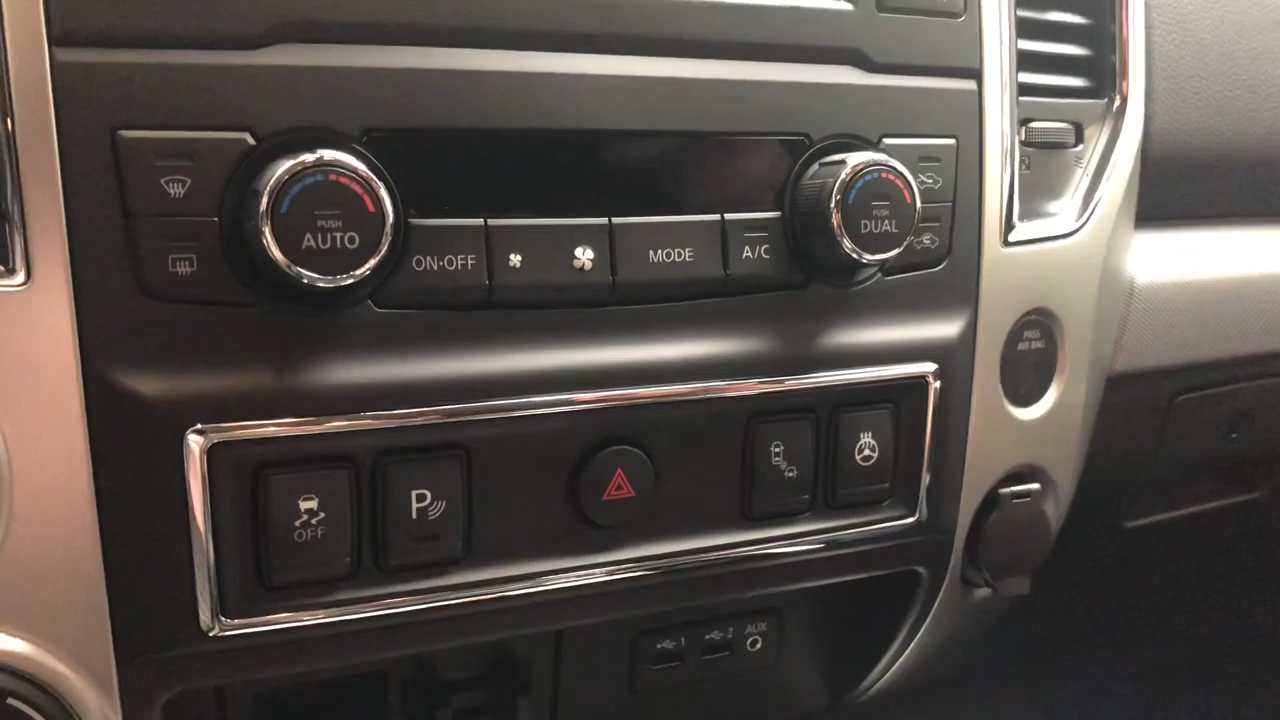 PUSH
AUTO
ON•OFF
MODE
A/C
PUSH
DUAL
PASS
AIR BAG
OFF
P
1
2
AUX